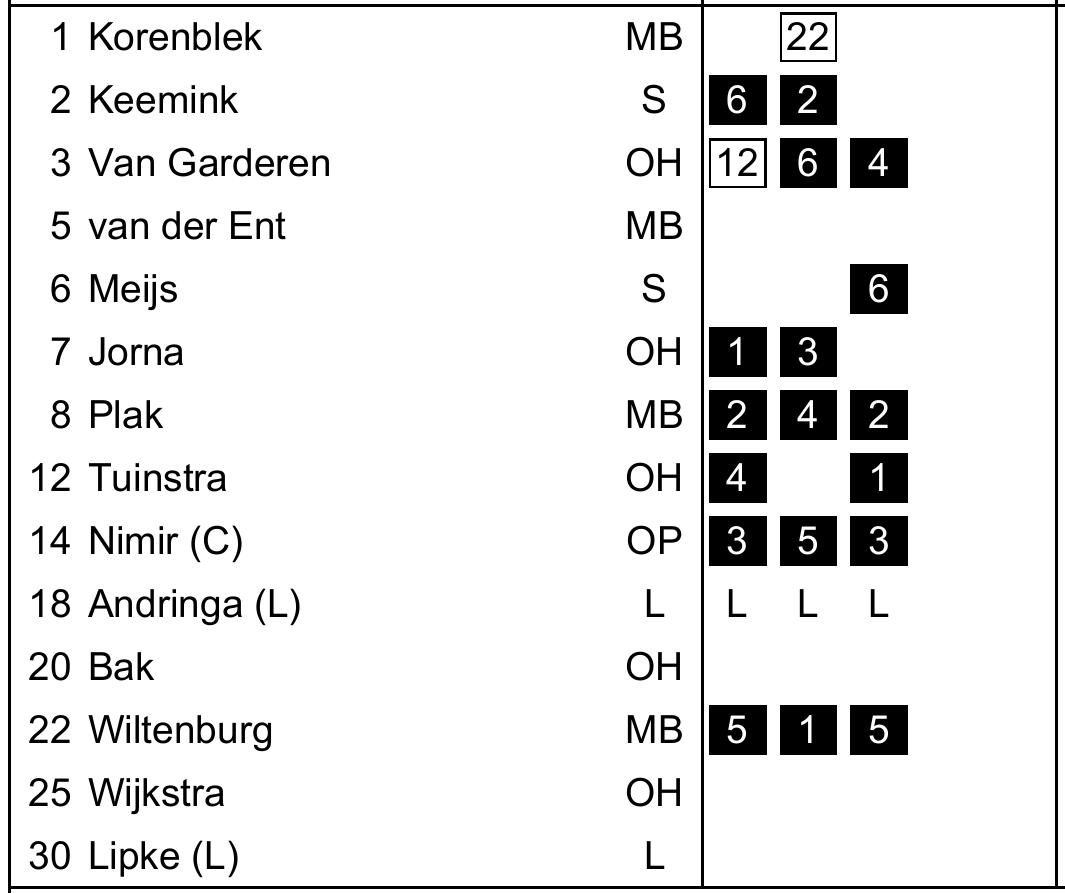 1 Korenblek MB 22
2 Keemink S 6 2
3 Van Garderen OH 12 6 4
5 van der Ent MB
6 Meijs S 6
7 Jorna OH 1 3
8 Plak MB 2 4 2
12 Tuinstra OH 4 1
14 Nimir (C) OP 3 5 3
18 Andringa (L) L L L L
20 Bak OH
22 Wiltenburg MB 5 1 5
25 Wijkstra OH
30 Lipke (L) L